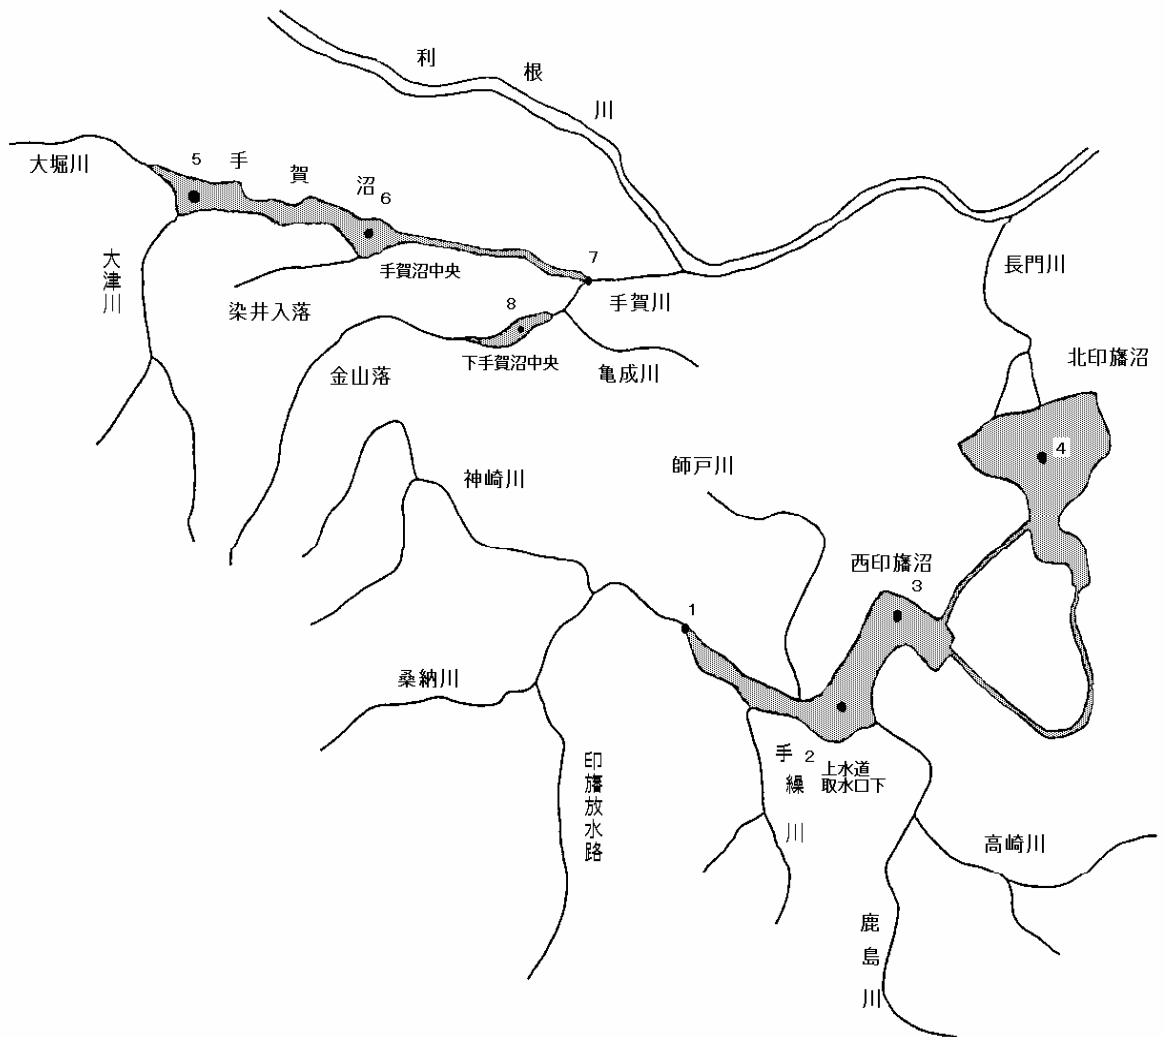 利根川
大堀川
5
手賀沼
6
大津川
7
手賀沼中央
手賀川
染井入落
8
下手賀沼中央
亀成川
金山落
長門川
北印旛沼
4
神崎川
師戸川
西印旛沼
3
1
桑納川
印旛放水路
手繰川
2
上水道
取水口下
高崎川
鹿島川